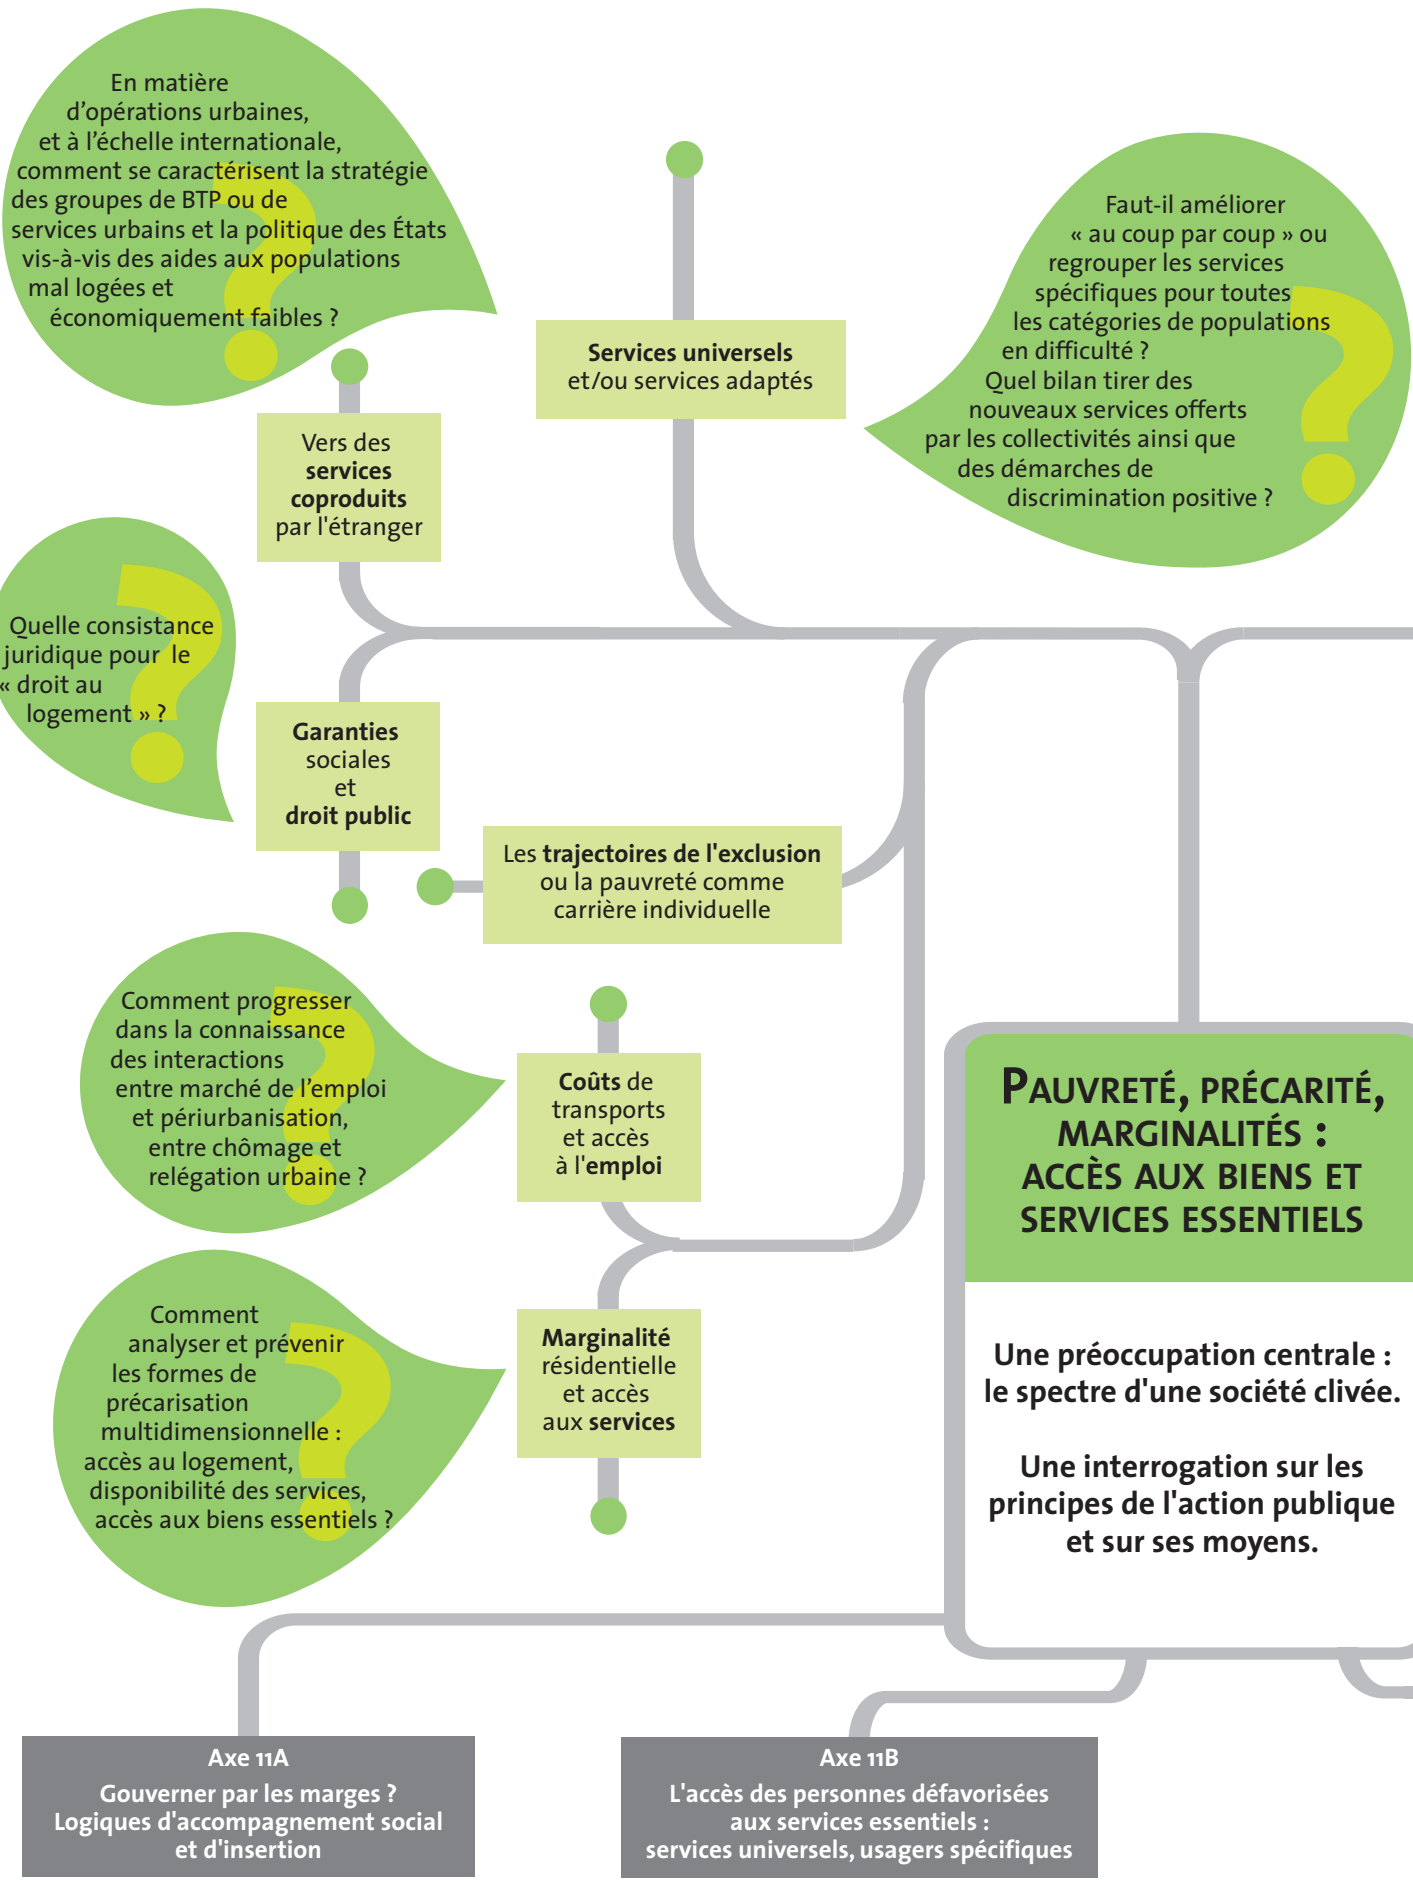 En matière
d'opérations urbaines,
et à l'échelle internationale,
comment se caractérisent la stratégie
des groupes de BTP ou de
services urbains et la politique des États
vis-à-vis des aides aux populations
mal logées et
économiquement faibles ?
Services universels
et/ou services adaptés
Faut-il améliorer
« au coup par coup » ou
regrouper les services
spécifiques pour toutes
les catégories de populations
en difficulté ?
Quel bilan tirer des
nouveaux services offerts
par les collectivités ainsi que
des démarches de
discrimination positive ?
Vers des
services
coproduits
par l'étranger
Quelle consistance
juridique pour le
« droit au
logement » ?
Garanties
sociales
et
droit public
Les trajectoires de l'exclusion
ou la pauvreté comme
carrière individuelle
Comment progresser
dans la connaissance
des interactions
entre marché de l'emploi
et périurbanisation,
entre chômage et
relégation urbaine ?
Coûts de
transports
et accès
à l'emploi
Comment
analyser et prévenir
les formes de
précarisation
multidimensionnelle :
accès au logement,
disponibilité des services,
accès aux biens essentiels ?
Marginalité
résidentielle
et accès
aux services
PAUVRETÉ, PRÉCARITÉ,
MARGINALITÉS :
ACCÈS AUX BIENS ET
SERVICES ESSENTIELS
Une préoccupation centrale :
le spectre d'une société clivée.
Une interrogation sur les
principes de l'action publique
et sur ses moyens.
Axe 11A
Gouverner par les marges ?
Logiques d'accompagnement social
et d'insertion
Axe 11B
L'accès des personnes défavorisées
aux services essentiels :
services universels, usagers spécifiques